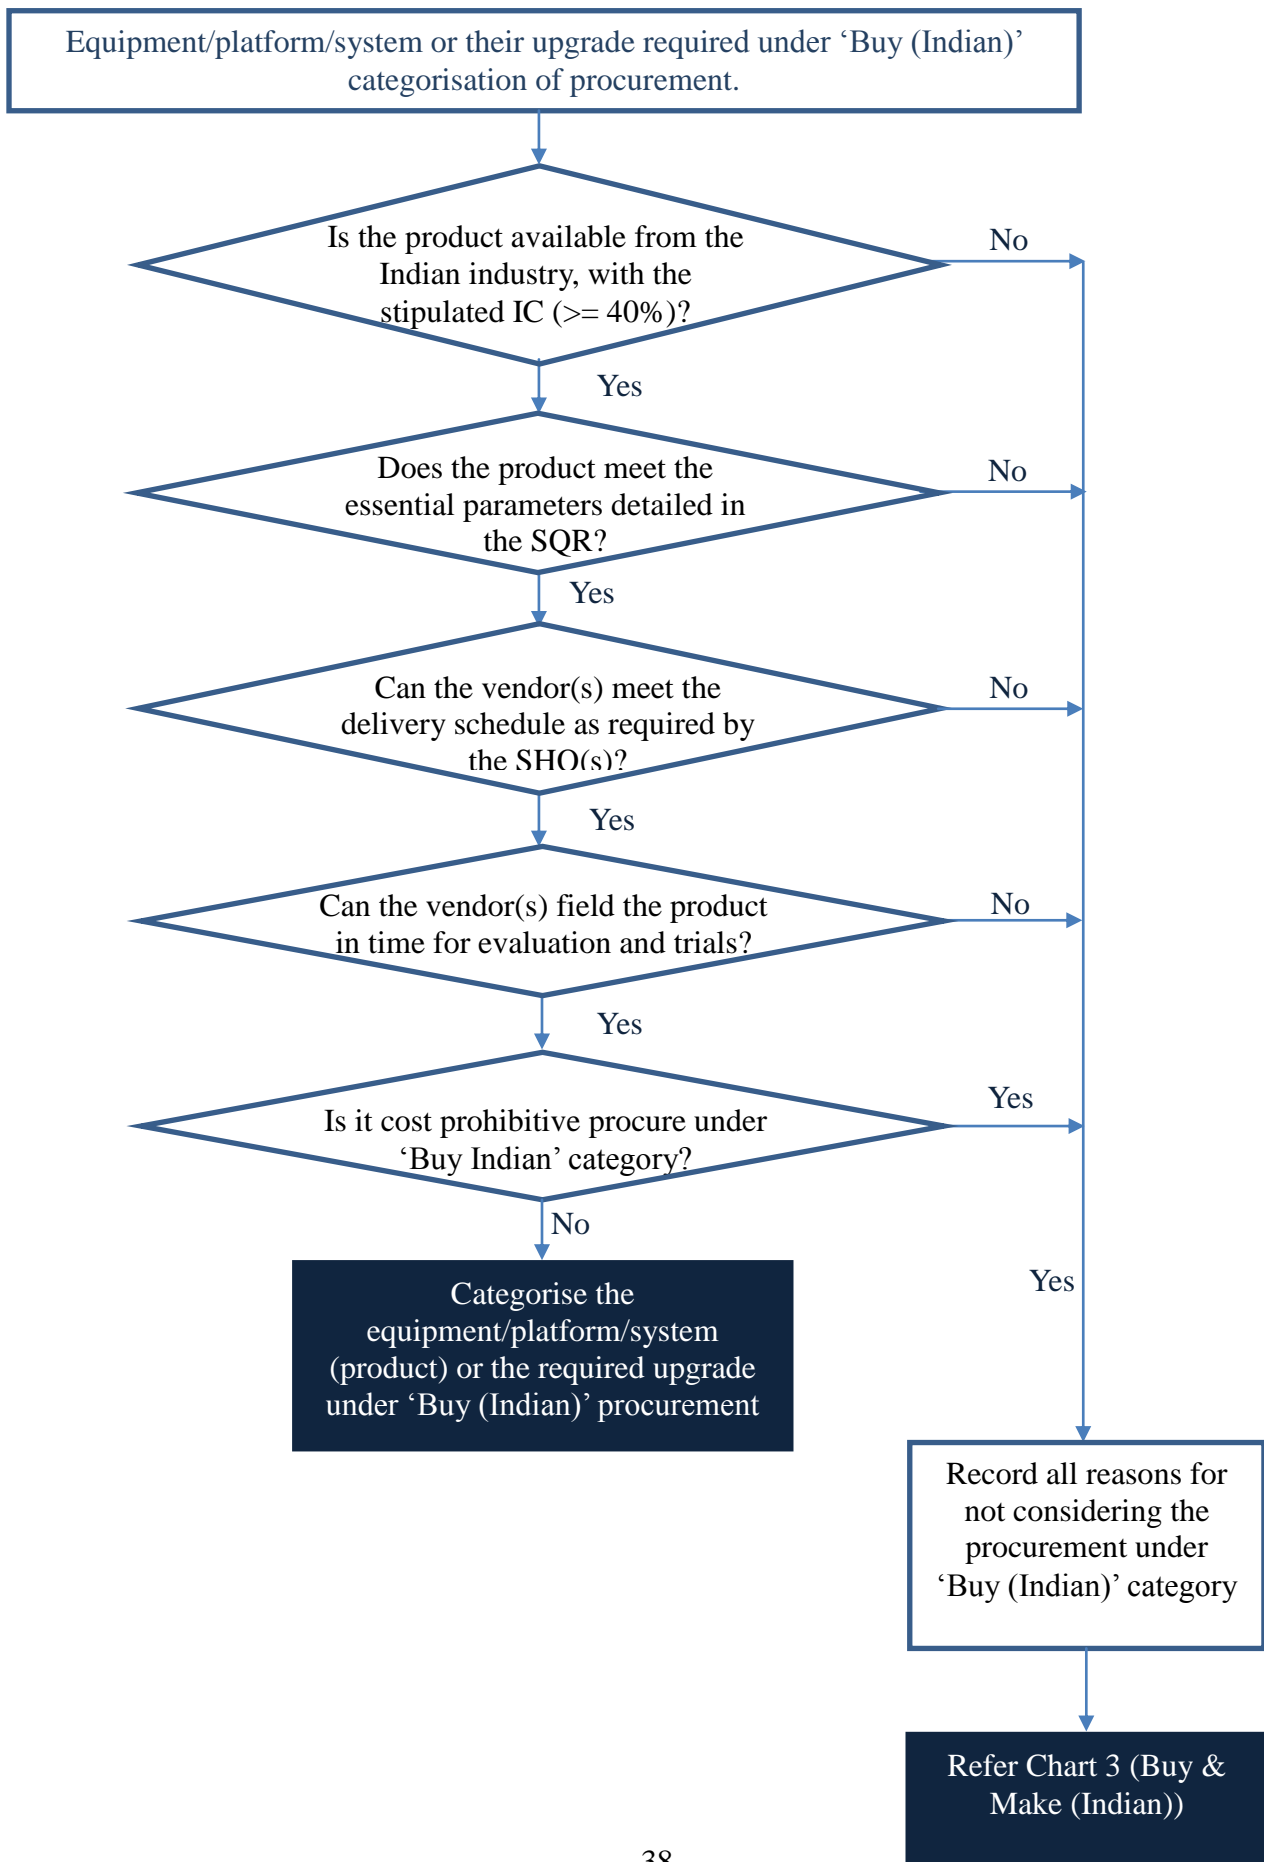 Equipment/platform/system or their upgrade required under ‘Buy (Indian)’
categorisation of procurement.
Is the product available from the
Indian industry, with the
stipulated IC (>= 40%)?
No
Yes
Does the product meet the
essential parameters detailed in
the SQR?
No
Yes
Can the vendor(s) meet the
delivery schedule as required by
the SHO(s)?
No
Yes
Can the vendor(s) field the product
in time for evaluation and trials?
No
Yes
Is it cost prohibitive procure under
‘Buy Indian’ category?
Yes
No
Categorise the
equipment/platform/system
(product) or the required upgrade
under ‘Buy (Indian)’ procurement
Yes
Record all reasons for
not considering the
procurement under
‘Buy (Indian)’ category
Refer Chart 3 (Buy &
Make (Indian))
38